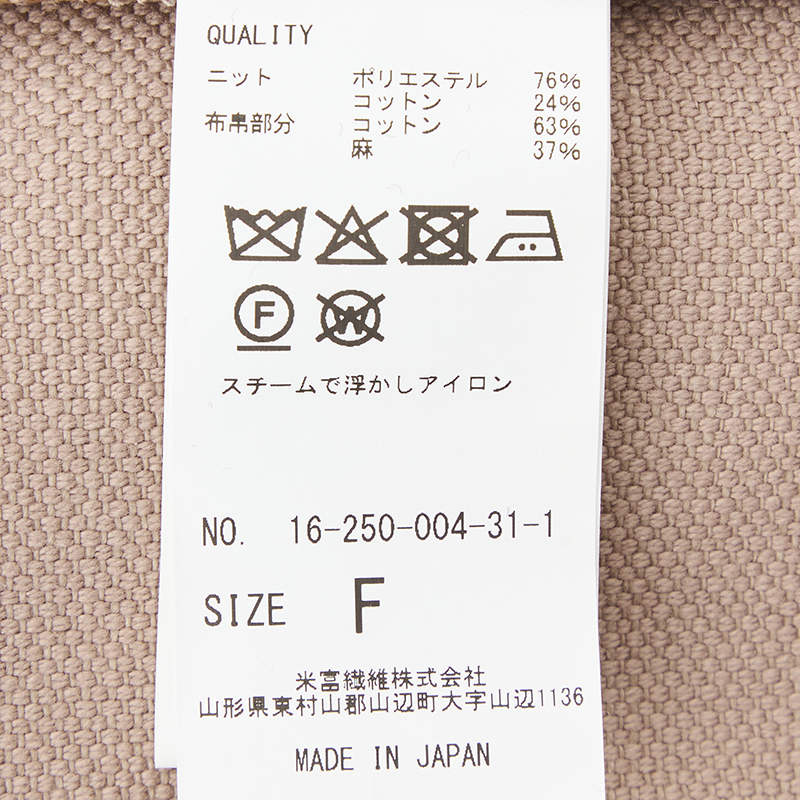 QUALITY
ニット ポリエステル 76%
コットン 24%
布帛部分 コットン 63%
麻 37%
F W
スチームで浮かしアイロン
NO. 16-250-004-31-1
SIZE F
米富繊維株式会社
山形県東村山郡山辺町大字山辺1136
MADE IN JAPAN